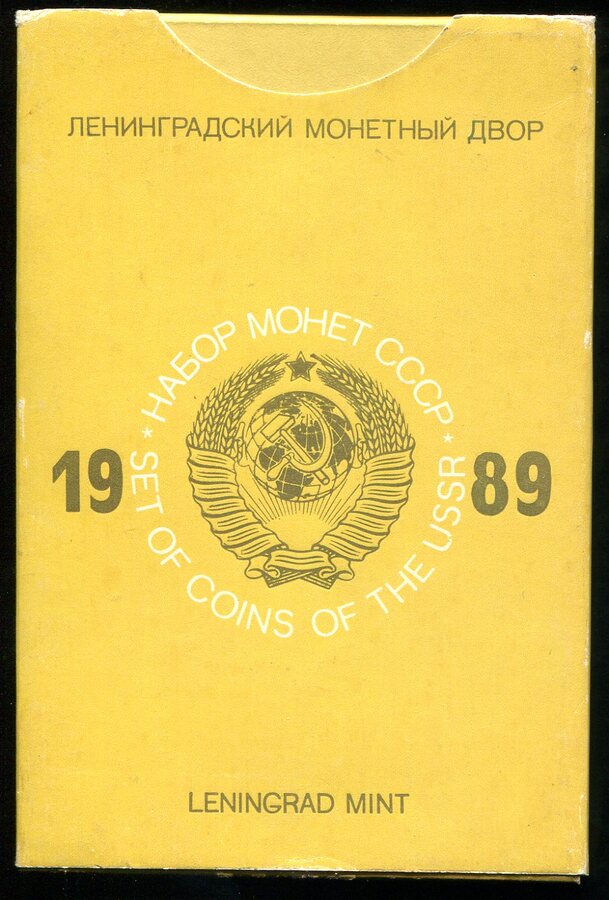 ЛЕНИНГРАДСКИЙ МОНЕТНЫЙ ДВОР
* НАБОР МОНЕТ СССР *
19 89
SET OF COINS OF THE USSR
LENINGRAD MINT